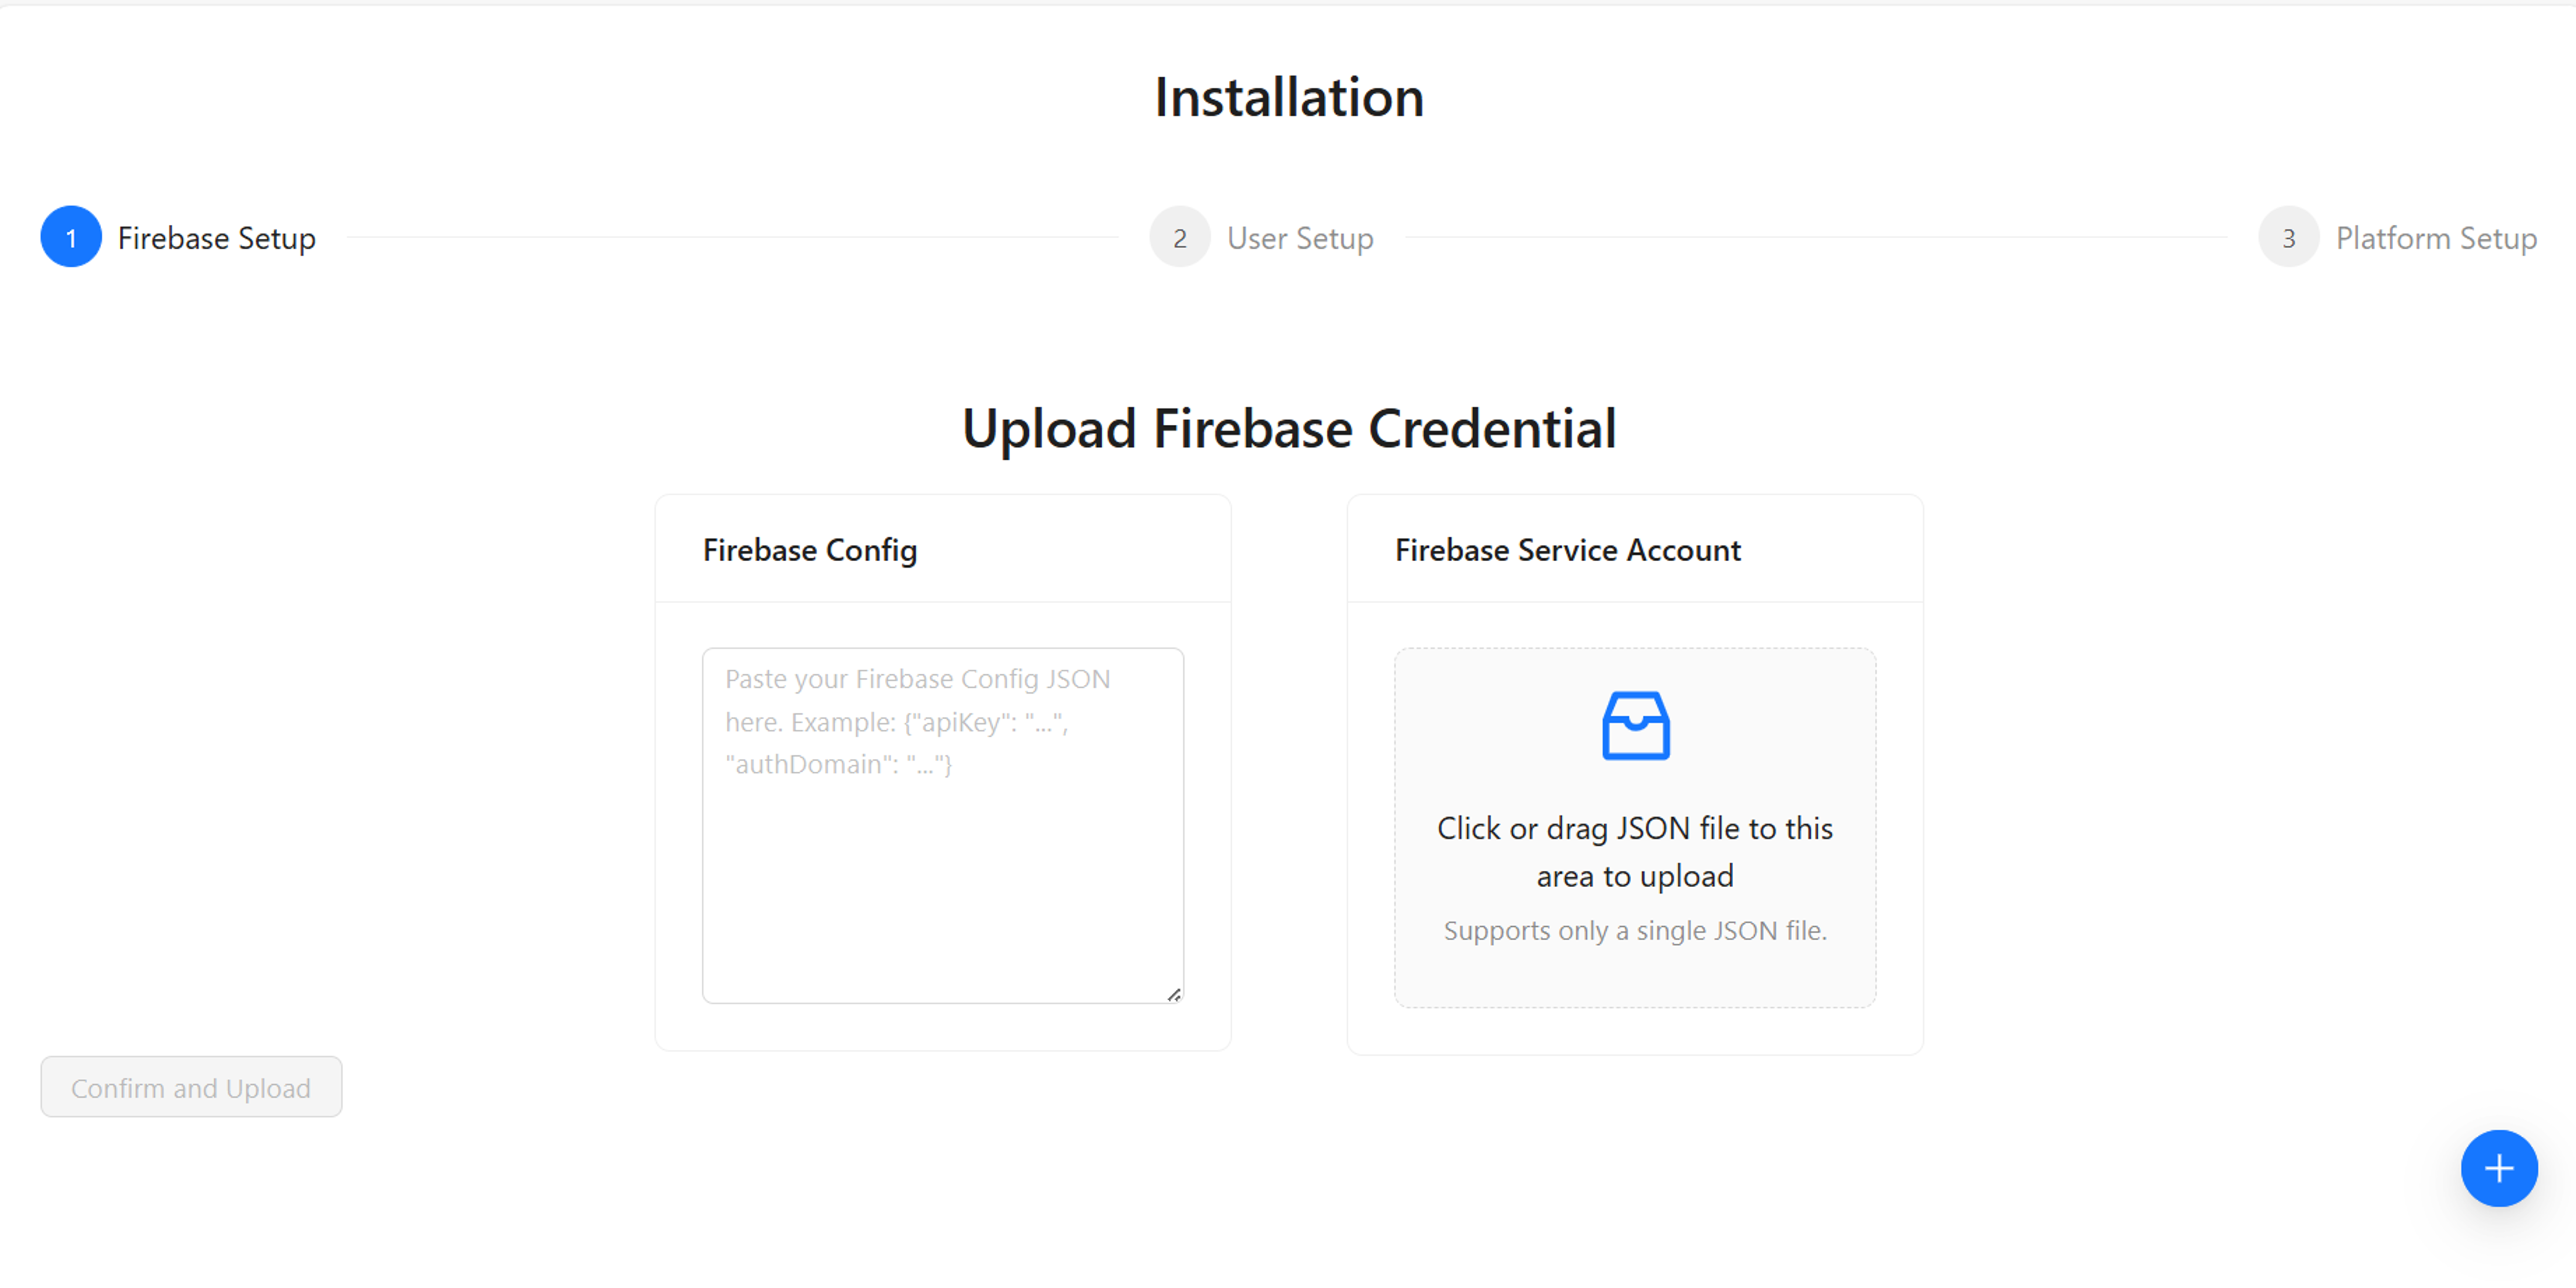 Installation
1 Firebase Setup
2 User Setup
3 Platform Setup
Upload Firebase Credential
Firebase Config
Paste your Firebase Config JSON
here. Example: {"apiKey": "...",
"authDomain": "..."}
Firebase Service Account
Click or drag JSON file to this
area to upload
Supports only a single JSON file.
Confirm and Upload